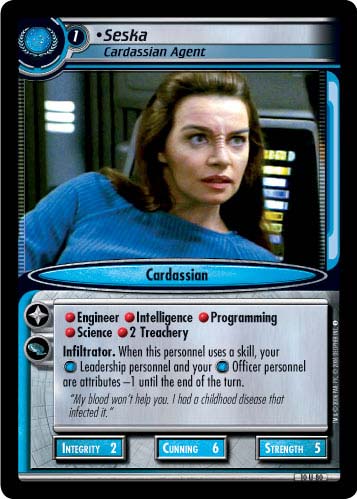 1
•Seska
Cardassian Agent
Cardassian
Engineer Intelligence Programming
Science 2 Treachery
Infiltrator. When this personnel uses a skill, your
Leadership personnel and your Officer personnel
are attributes –1 until the end of the turn.
"My blood won't help you. I had a childhood disease that
infected it."
INTEGRITY 2 CUNNING 6 STRENGTH 5
10 U 80